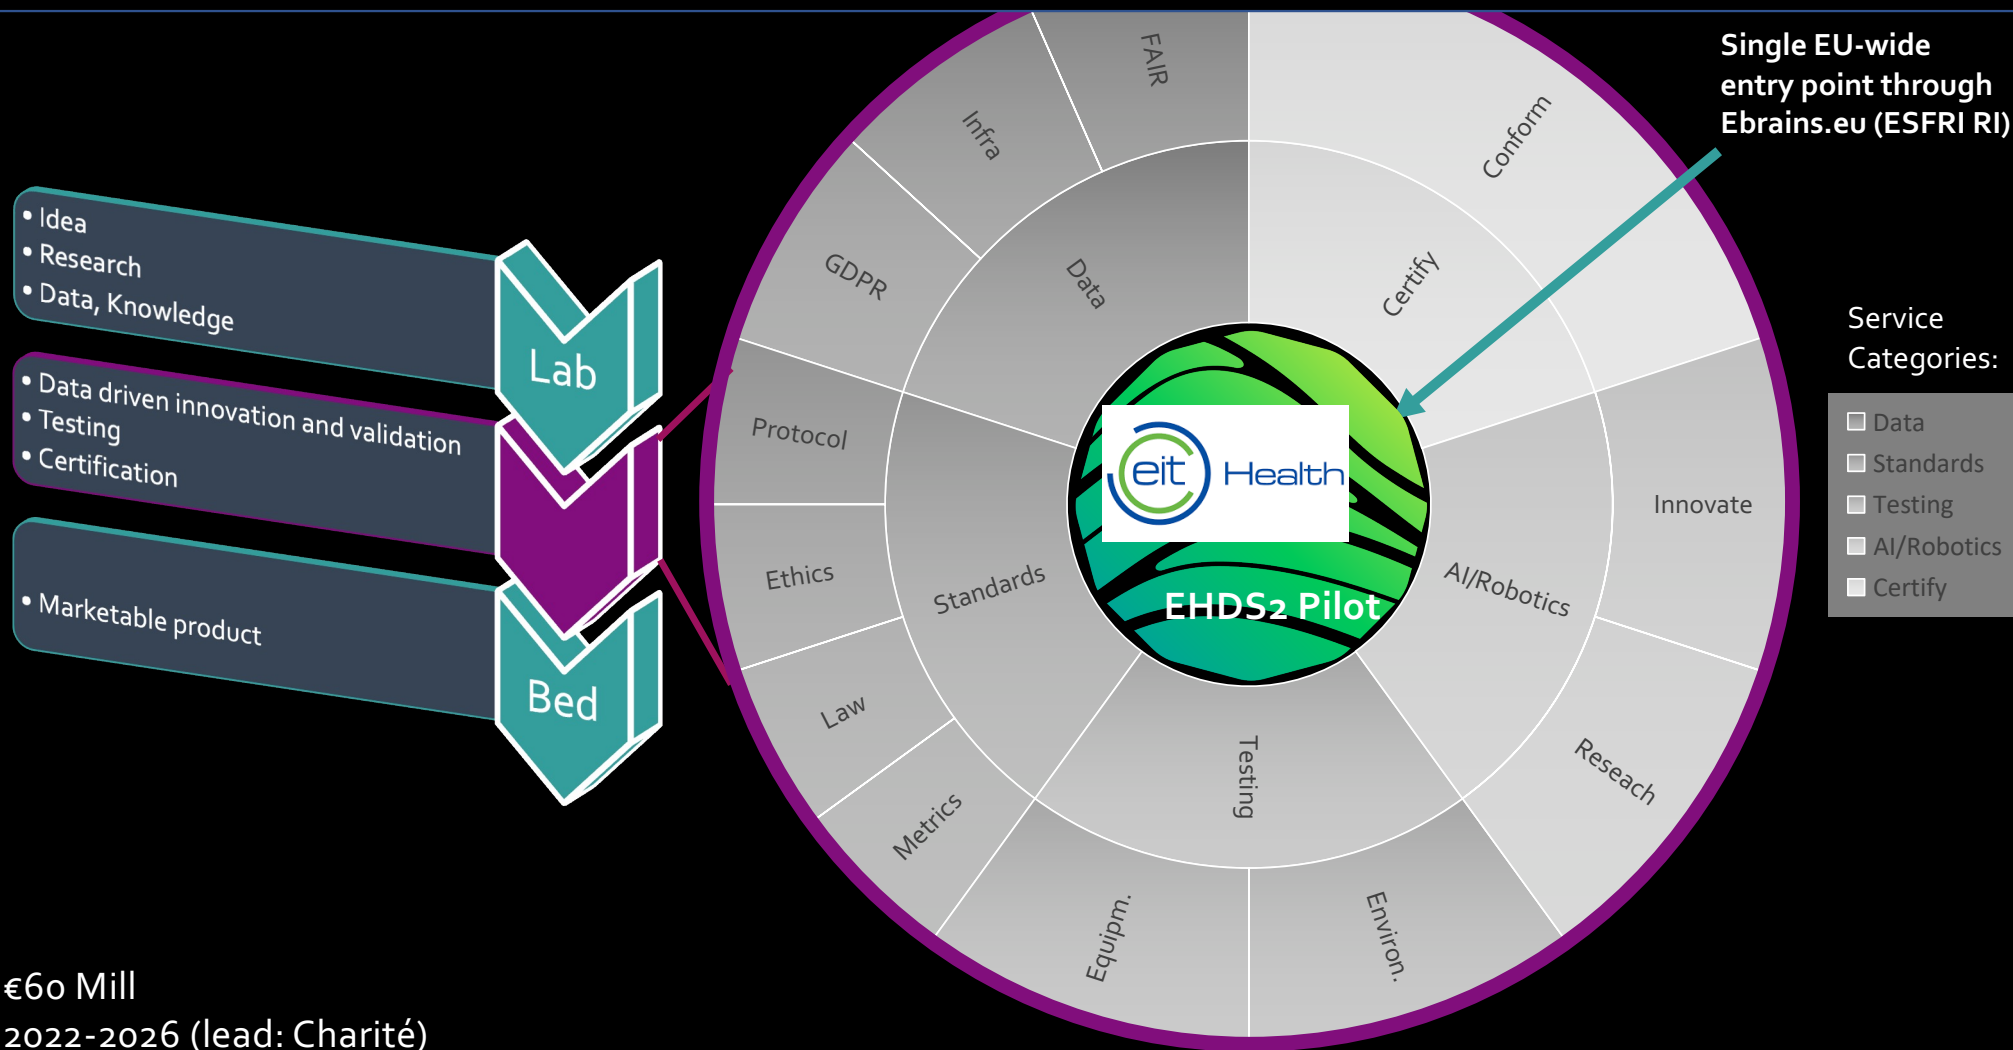 Single EU-wide
entry point through
Ebrains.eu (ESFRI RI)
• Idea
• Research
• Data, Knowledge
Lab
• Data driven innovation and validation
• Testing
• Certification
• Marketable product
Bed
FAIR
Infra
GDPR
Data
Conform
Certify
Protocol
Ethics
Law
Metrics
Standards
Equipm.
Environ.
Testing
Innovate
Reseach
AI/Robotics
eit Health
EHDS2 Pilot
Service
Categories:
Data
Standards
Testing
AI/Robotics
Certify
€60 Mill
2022-2026 (lead: Charité)